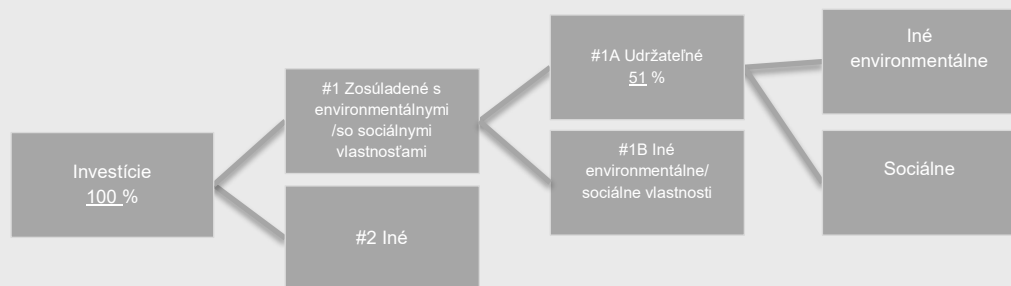 Investície
100 %
#1 Zosúladené s
environmentálnymi
/so sociálnymi
vlastnosťami
#2 Iné
#1A Udržateľné
51 %
#1B Iné
environmentálne/
sociálne vlastnosti
Iné
environmentálne
Sociálne